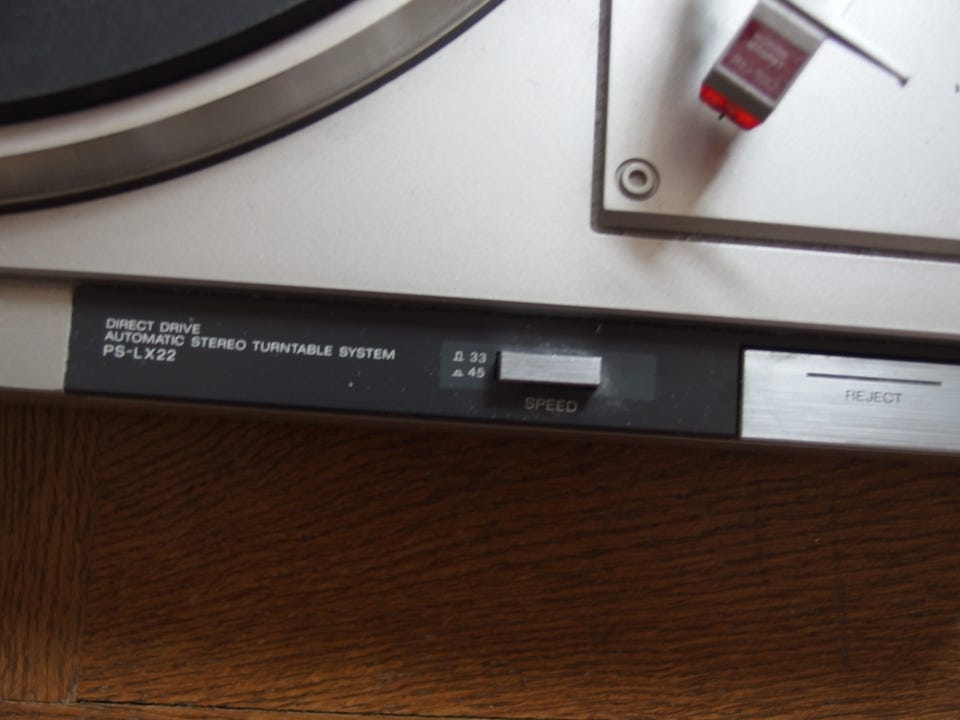 DIRECT DRIVE
AUTOMATIC STEREO TURNTABLE SYSTEM
PS-LX22
33
45
SPEED
REJECT